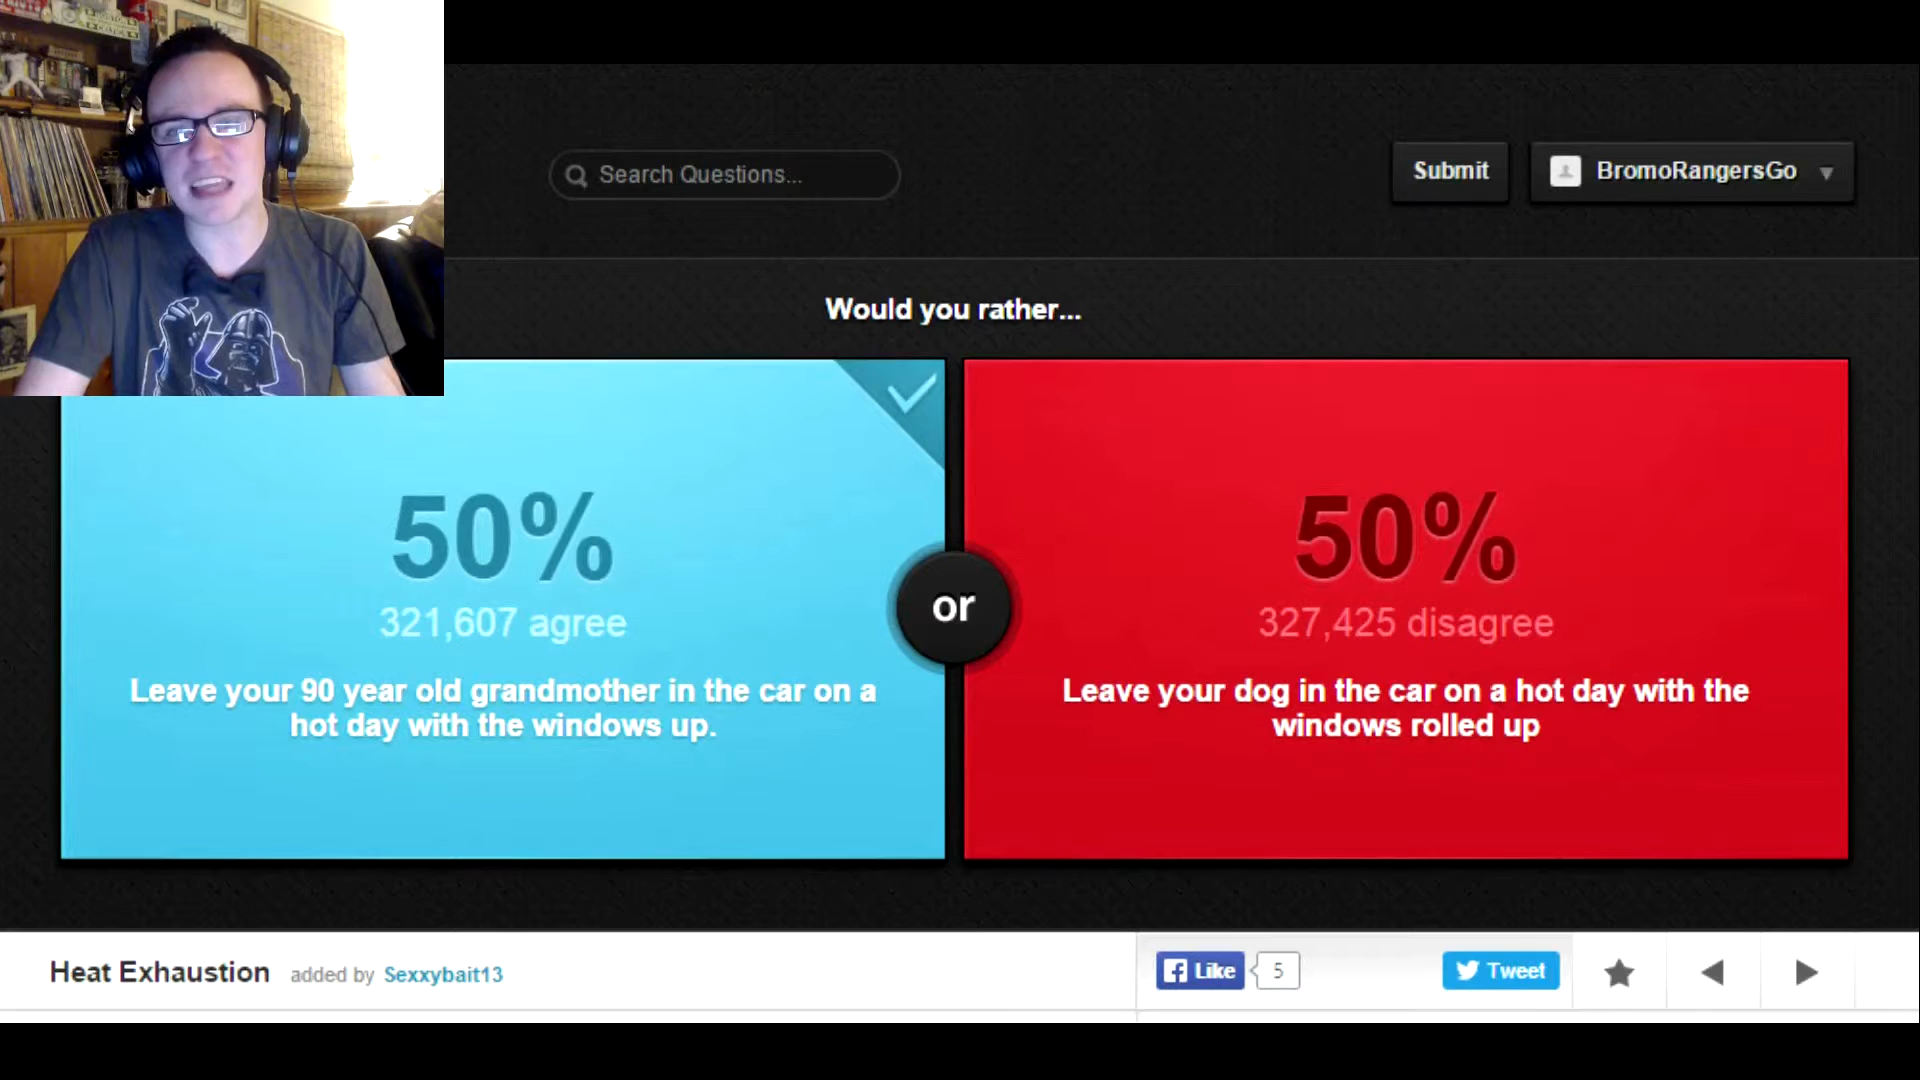 Search Questions...
Submit
BromoRangersGo
Would you rather...
50%
321,607 agree
Leave your 90 year old grandmother in the car on a
hot day with the windows up.
or
50%
327,425 disagree
Leave your dog in the car on a hot day with the
windows rolled up
Heat Exhaustion added by Sexxybait13
Like 5
Tweet